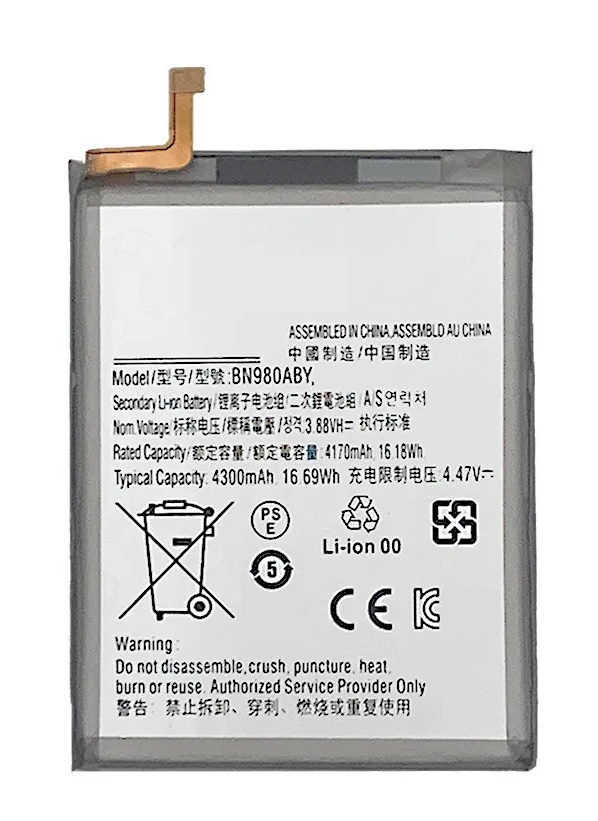 ASSEMBLED IN CHINA,ASSEMBLD AU CHINA
中國制造/中国制造
Model/型号/型號:BN980ABY,
Secondary Li-ion Battery/锂离子电池组/二次鋰電池组/A/S연락처
Nom.Voltage/标称电压/標稱電壓/정격.3.88VH⎓ 执行标准
Rated Capacity/额定容量/額定電容量: 4170mAh, 16.18Wh
Typical Capacity: 4300mAh, 16.69Wh 充电限制电压: 4.47V⎓
PS
E
5
Li-ion 00
CE
Warning:
Do not disassemble,crush, puncture, heat,
burn or reuse. Authorized Service Provider Only
警告: 禁止拆卸、穿刺、燃烧或重复使用